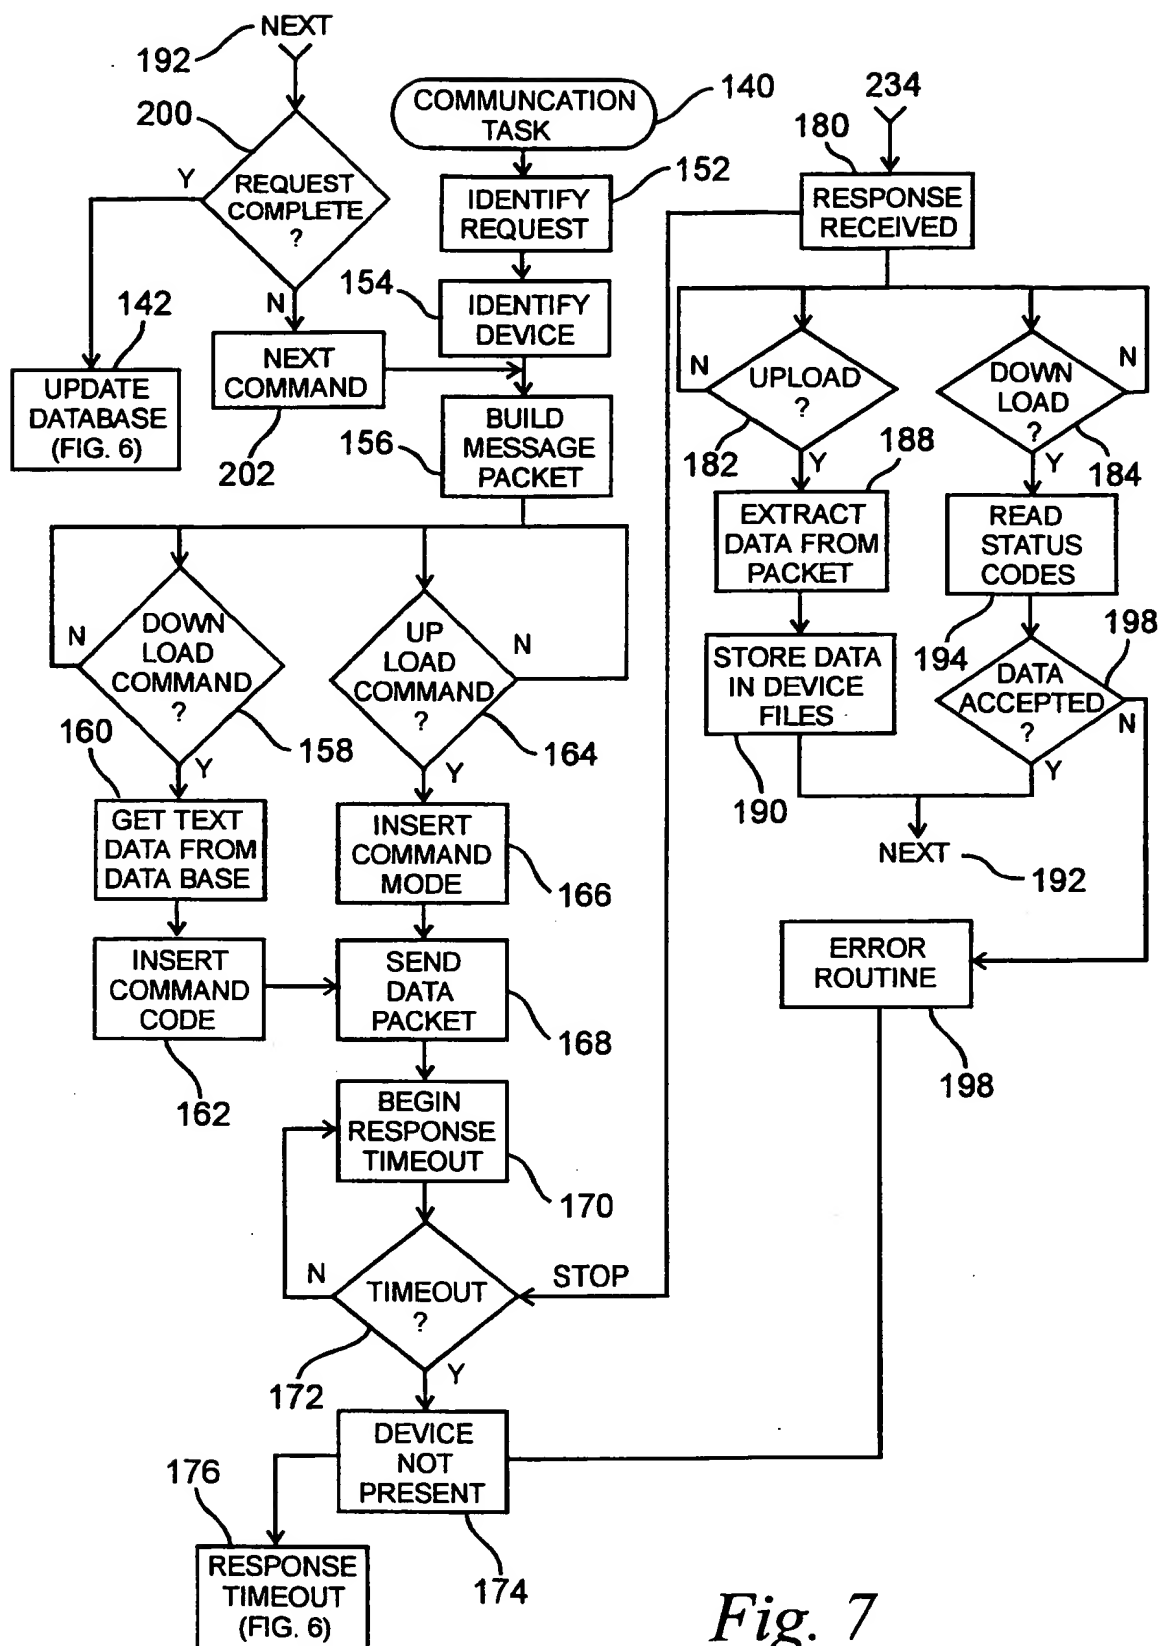 NEXT
192
200
REQUEST
COMPLETE
?
Y
N
142
UPDATE
DATABASE
(FIG. 6)
NEXT
COMMAND
202
COMMUNCATION
TASK
140
IDENTIFY
REQUEST
152
154
IDENTIFY
DEVICE
BUILD
MESSAGE
PACKET
156
DOWN
LOAD
COMMAND
?
N
158
Y
160
GET TEXT
DATA FROM
DATA BASE
INSERT
COMMAND
CODE
162
UP
LOAD
COMMAND
?
N
164
Y
INSERT
COMMAND
MODE
166
SEND
DATA
PACKET
168
BEGIN
RESPONSE
TIMEOUT
170
N
TIMEOUT
?
STOP
172
Y
DEVICE
NOT
PRESENT
174
176
RESPONSE
TIMEOUT
(FIG. 6)
234
180
RESPONSE
RECEIVED
N
UPLOAD
?
182
Y
188
EXTRACT
DATA FROM
PACKET
STORE DATA
IN DEVICE
FILES
190
DOWN
LOAD
?
N
184
Y
READ
STATUS
CODES
194
198
DATA
ACCEPTED
?
N
Y
NEXT
192
ERROR
ROUTINE
198
Fig. 7